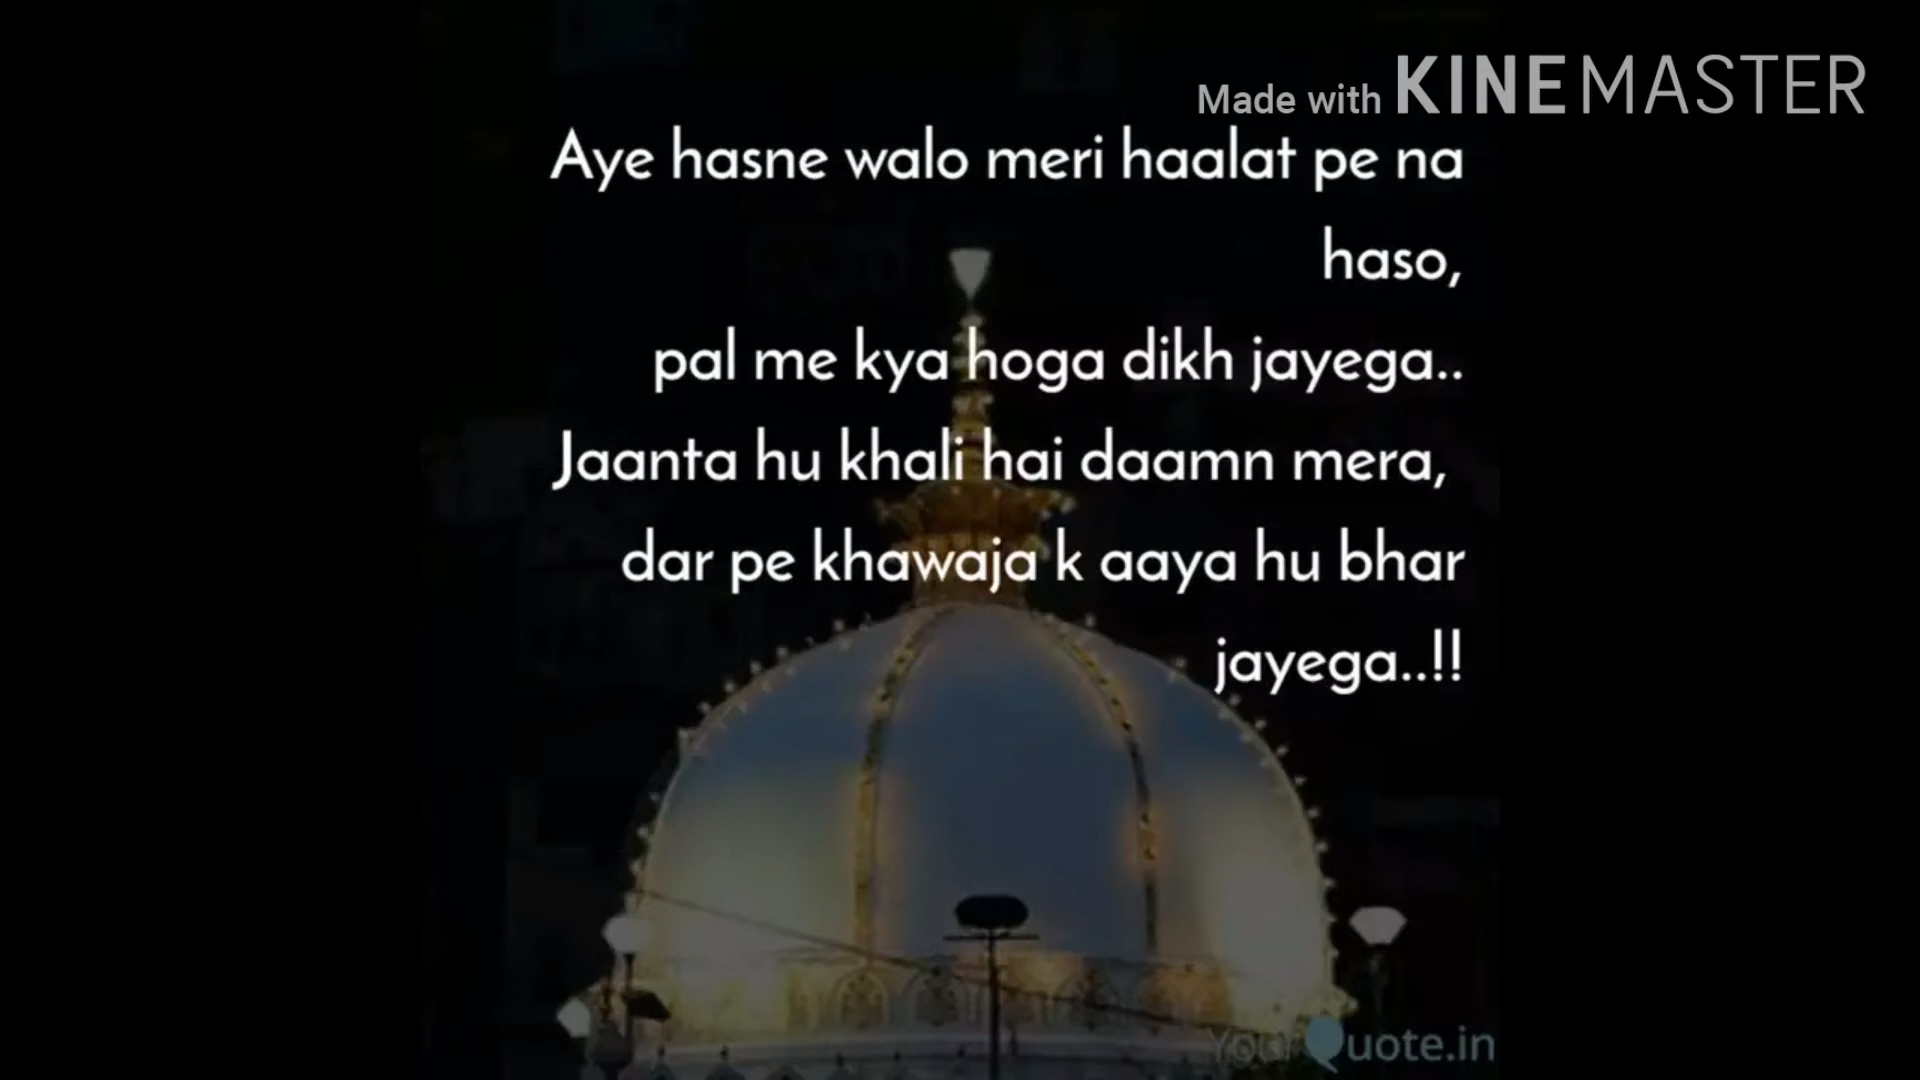 Made with KINEMASTER
Aye hasne walo meri haalat pe na
haso,
pal me kya hoga dikh jayega..
Jaanta hu khali hai daamn mera,
dar pe khawaja k aaya hu bhar
jayega..!!
YourQuote.in